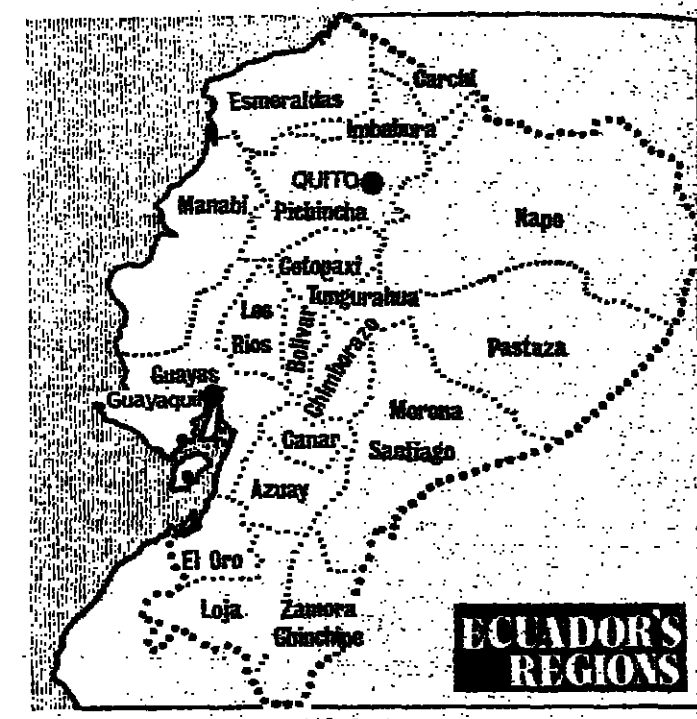 Carchi
Esmeraldas
Imbabura
QUITO
Manabi
Pichincha
Napo
Cotopaxi
Tungurahua
Los
Rios
Bolivar
Chimborazo
Pastaza
Guayas
Guayaquil
Morona
Santiago
Canar
Azuay
El Oro
Loja
Zamora
Chinchipe
ECUADOR'S
REGIONS